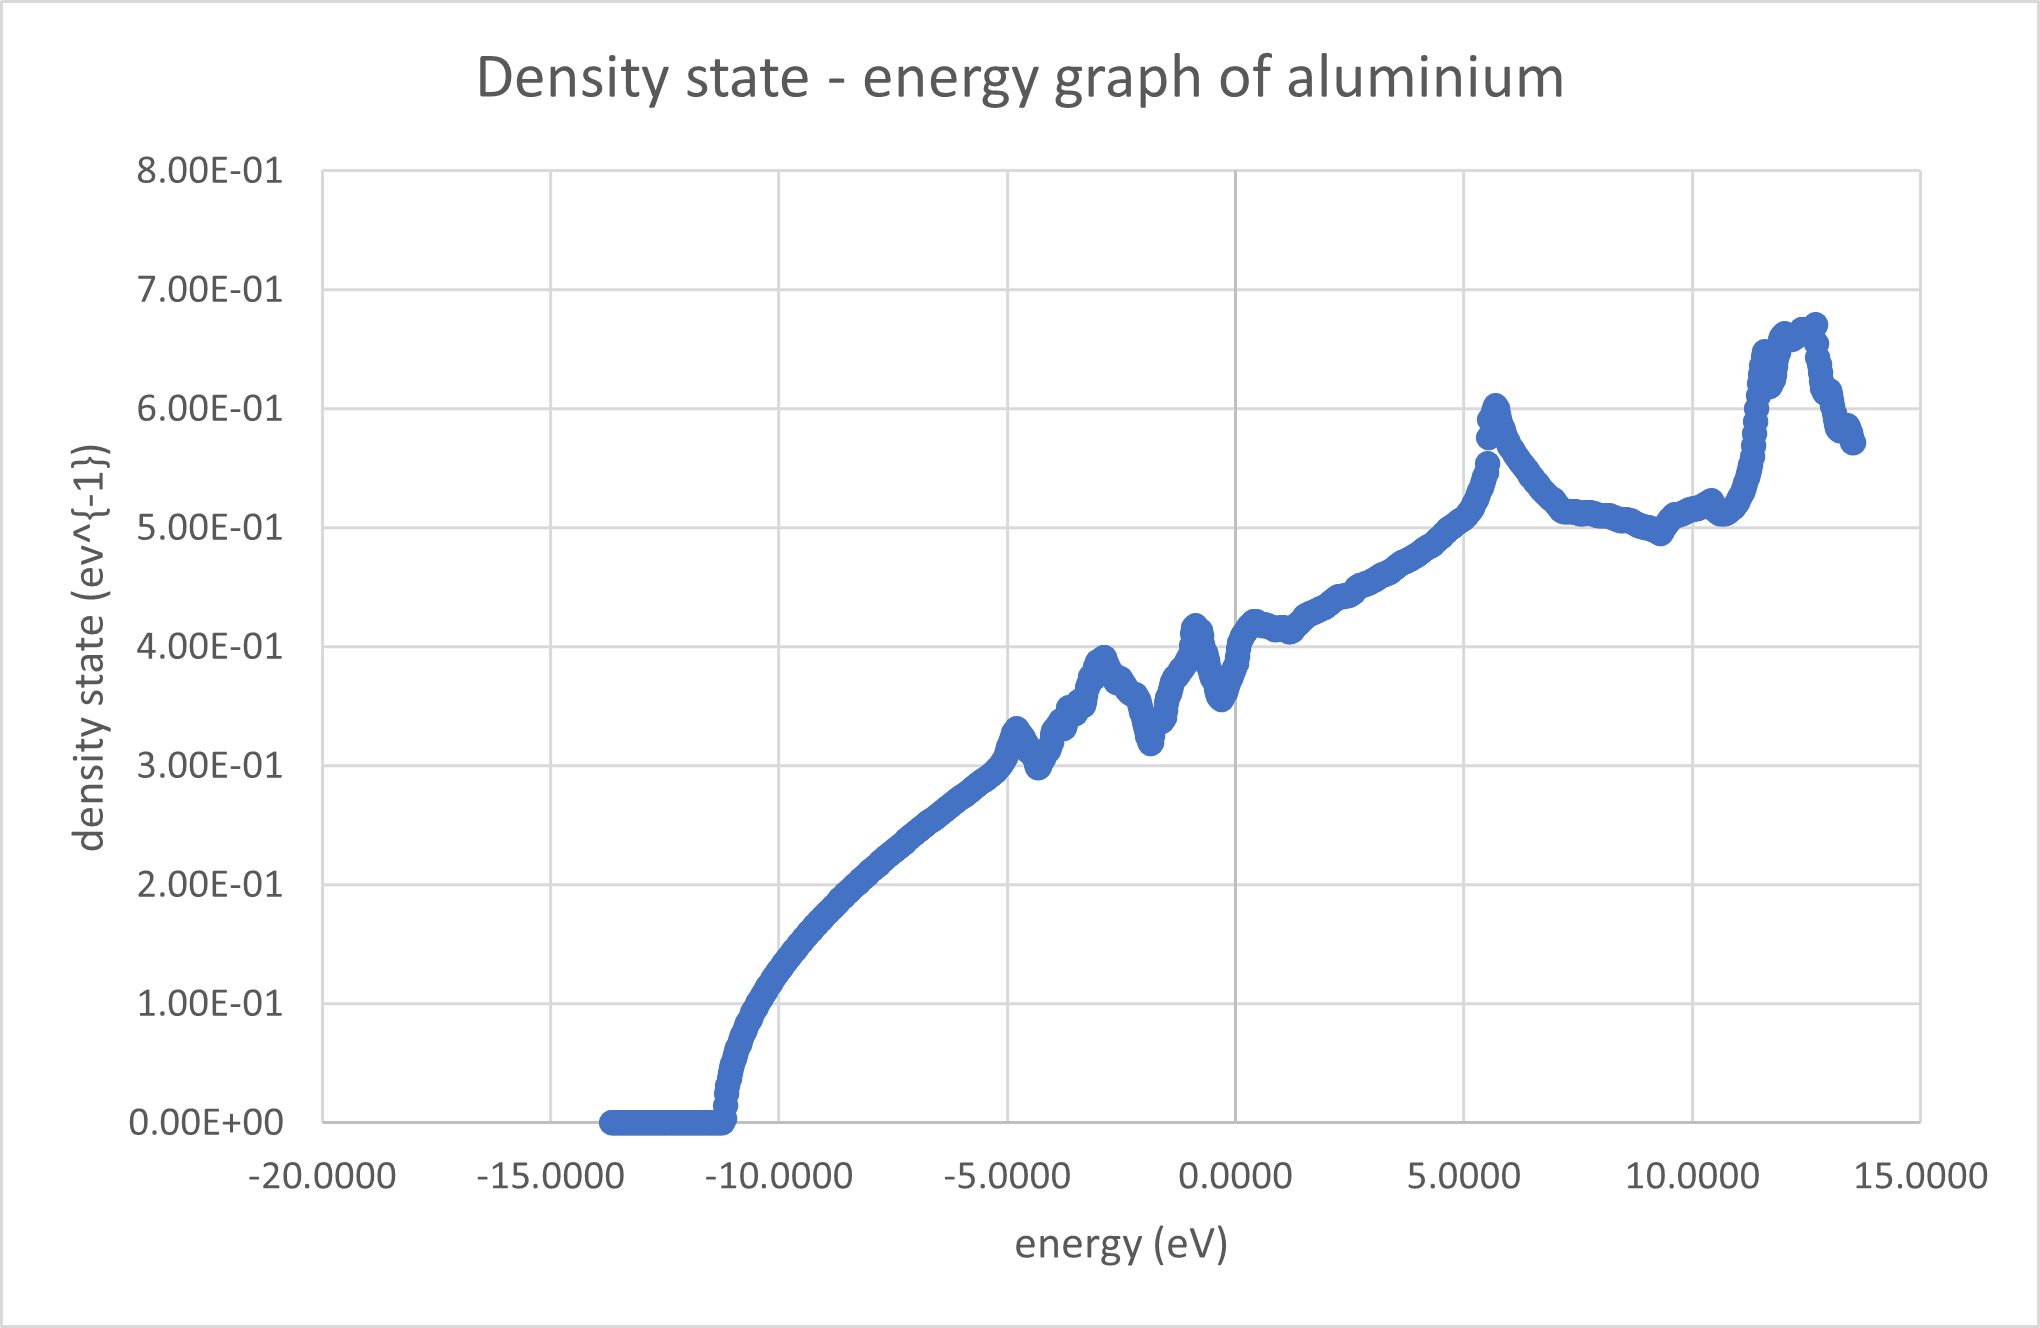 Density state - energy graph of aluminium
8.00E-01
7.00E-01
6.00E-01
5.00E-01
4.00E-01
3.00E-01
2.00E-01
1.00E-01
0.00E+00
density state (ev^{-1})
-20.0000 -15.0000 -10.0000 -5.0000 0.0000 5.0000 10.0000 15.0000
energy (eV)